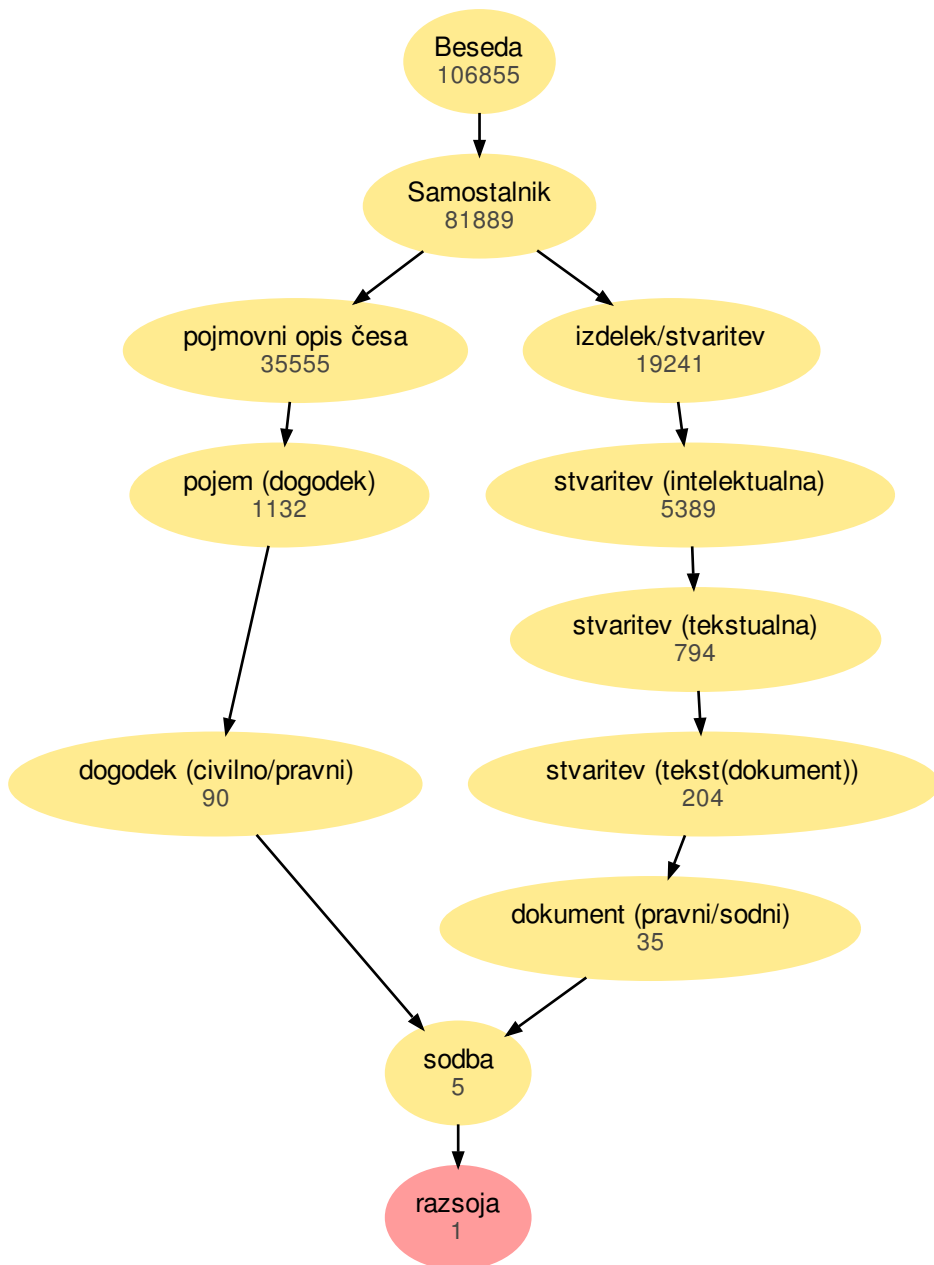 Beseda
106855
Samostalnik
81889
pojmovni opis česa
35555
izdelek/stvaritev
19241
pojem (dogodek)
1132
stvaritev (intelektualna)
5389
stvaritev (tekstualna)
794
dogodek (civilno/pravni)
90
stvaritev (tekst(dokument))
204
dokument (pravni/sodni)
35
sodba
5
razsoja
1